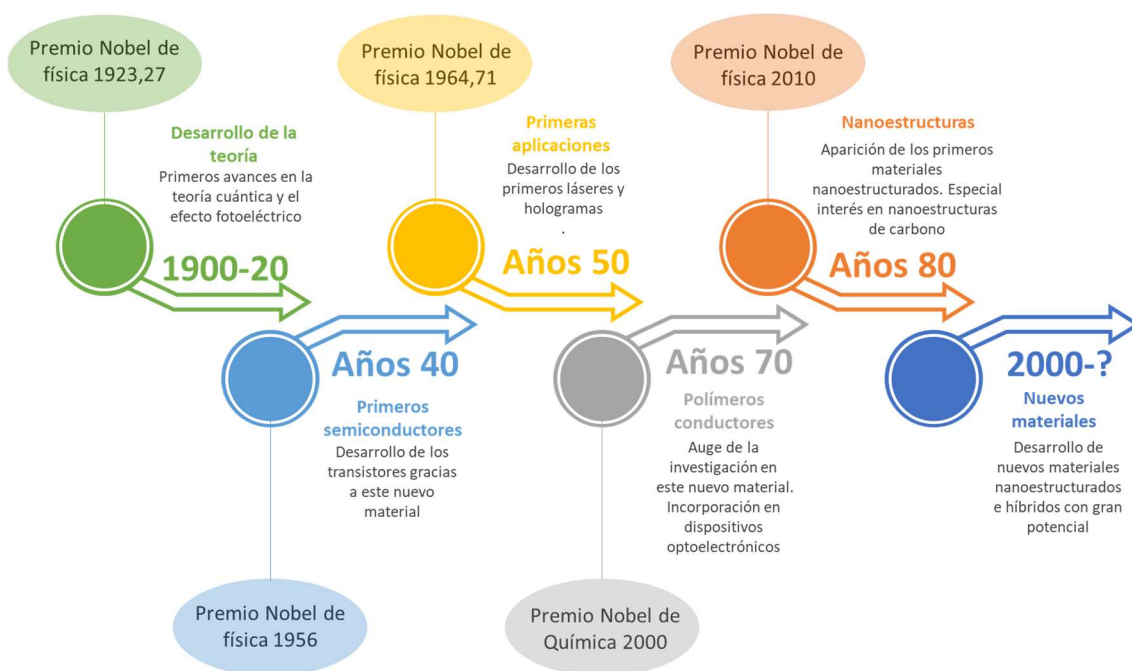 Premio Nobel de
física 1923,27
Desarrollo de la
teoría
Primeros avances en la
teoría cuántica y el
efecto fotoeléctrico
1900-20
Años 40
Primeros
semiconductores
Desarrollo de los
transistores gracias
a este nuevo
material
Premio Nobel de
física 1956
Premio Nobel de
física 1964,71
Primeras
aplicaciones
Desarrollo de los
primeros láseres y
hologramas
.
Años 50
Años 70
Polímeros
conductores
Auge de la
investigación en
este nuevo material.
Incorporación en
dispositivos
optoelectrónicos
Premio Nobel de
Química 2000
Premio Nobel de
física 2010
Nanoestructuras
Aparición de los primeros
materiales
nanoestructurados. Especial
interés en nanoestructuras
de carbono
Años 80
2000-?
Nuevos
materiales
Desarrollo de
nuevos materiales
nanoestructurados
e híbridos con gran
potencial